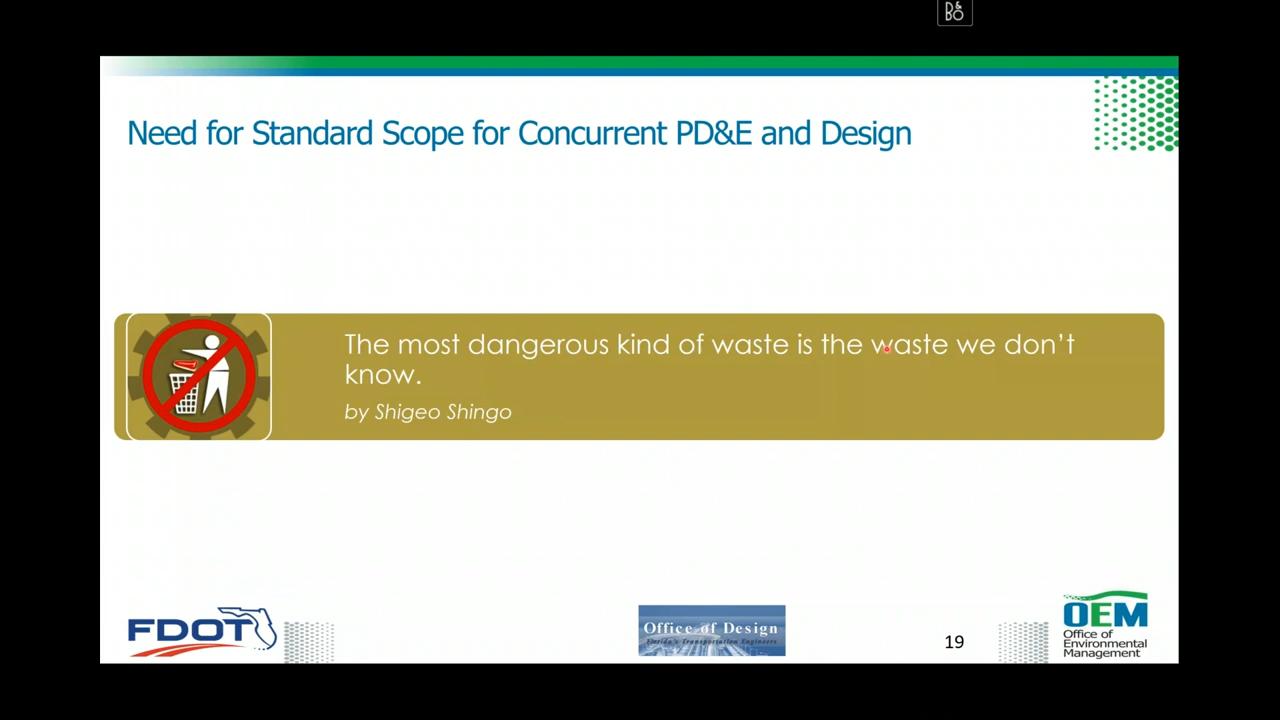 B&O
Need for Standard Scope for Concurrent PD&E and Design
The most dangerous kind of waste is the waste we don’t
know.
by Shigeo Shingo
FDOT
Office of Design
Florida's Transportation Engineers
19
OEM
Office of
Environmental
Management